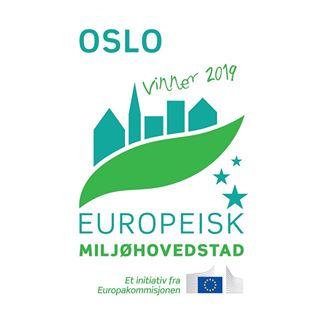 OSLO
vinner 2019
EUROPEISK
MILJØHOVEDSTAD
Et initiativ fra
Europakommisjonen